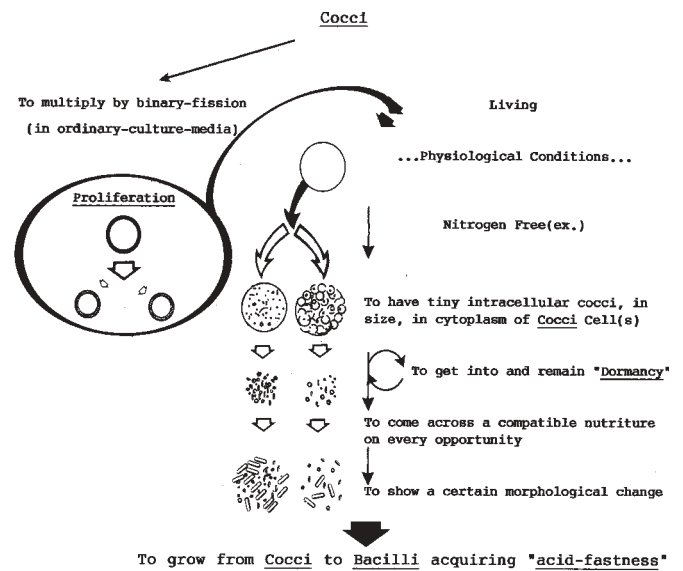 Cocci
To multiply by binary-fission
(in ordinary-culture-media)
Living
...Physiological Conditions...
Proliferation
Nitrogen Free(ex.)
To have tiny intracellular cocci, in
size, in cytoplasm of Cocci Cell(s)
To get into and remain "Dormancy"
To come across a compatible nutriture
on every opportunity
To show a certain morphological change
To grow from Cocci to Bacilli acquiring "acid-fastness"